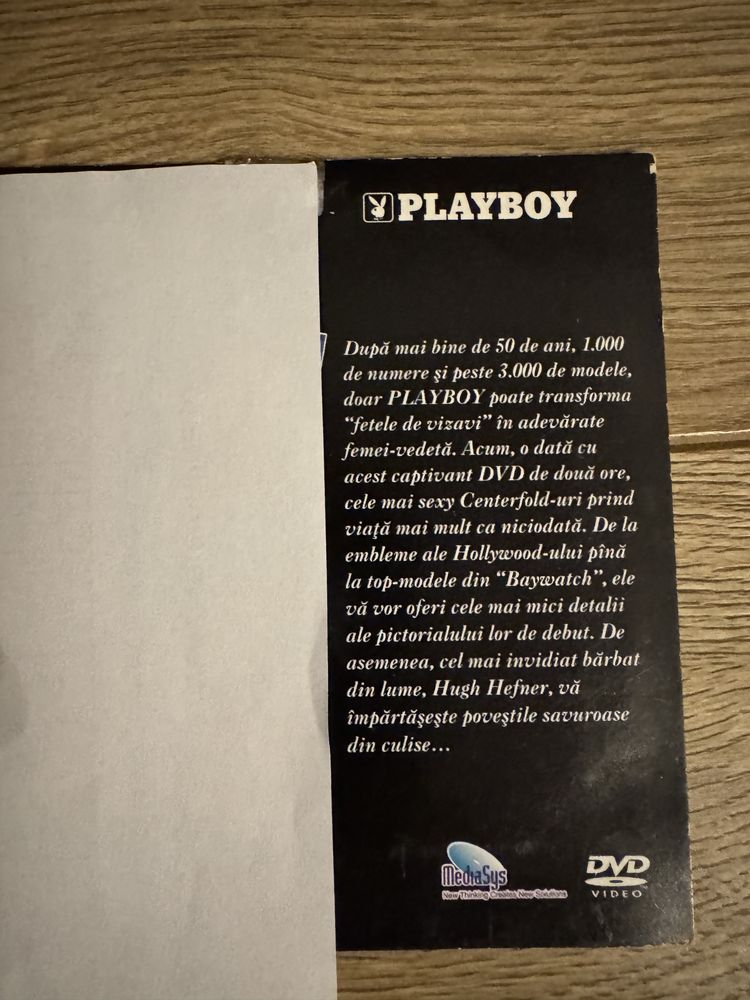 PLAYBOY
După mai bine de 50 de ani, 1.000
de numere şi peste 3.000 de modele,
doar PLAYBOY poate transforma
“fetele de vizavi” în adevărate
femei-vedetă. Acum, o dată cu
acest captivant DVD de două ore,
cele mai sexy Centerfold-uri prind
viaţă mai mult ca niciodată. De la
embleme ale Hollywood-ului pînă
la top-modele din “Baywatch”, ele
vă vor oferi cele mai mici detalii
ale pictorialului lor de debut. De
asemenea, cel mai invidiat bărbat
din lume, Hugh Hefner, vă
împărtăşeşte poveştile savuroase
din culise...
MediaSys
New Thinking Creates New Solutions
DVD
VIDEO